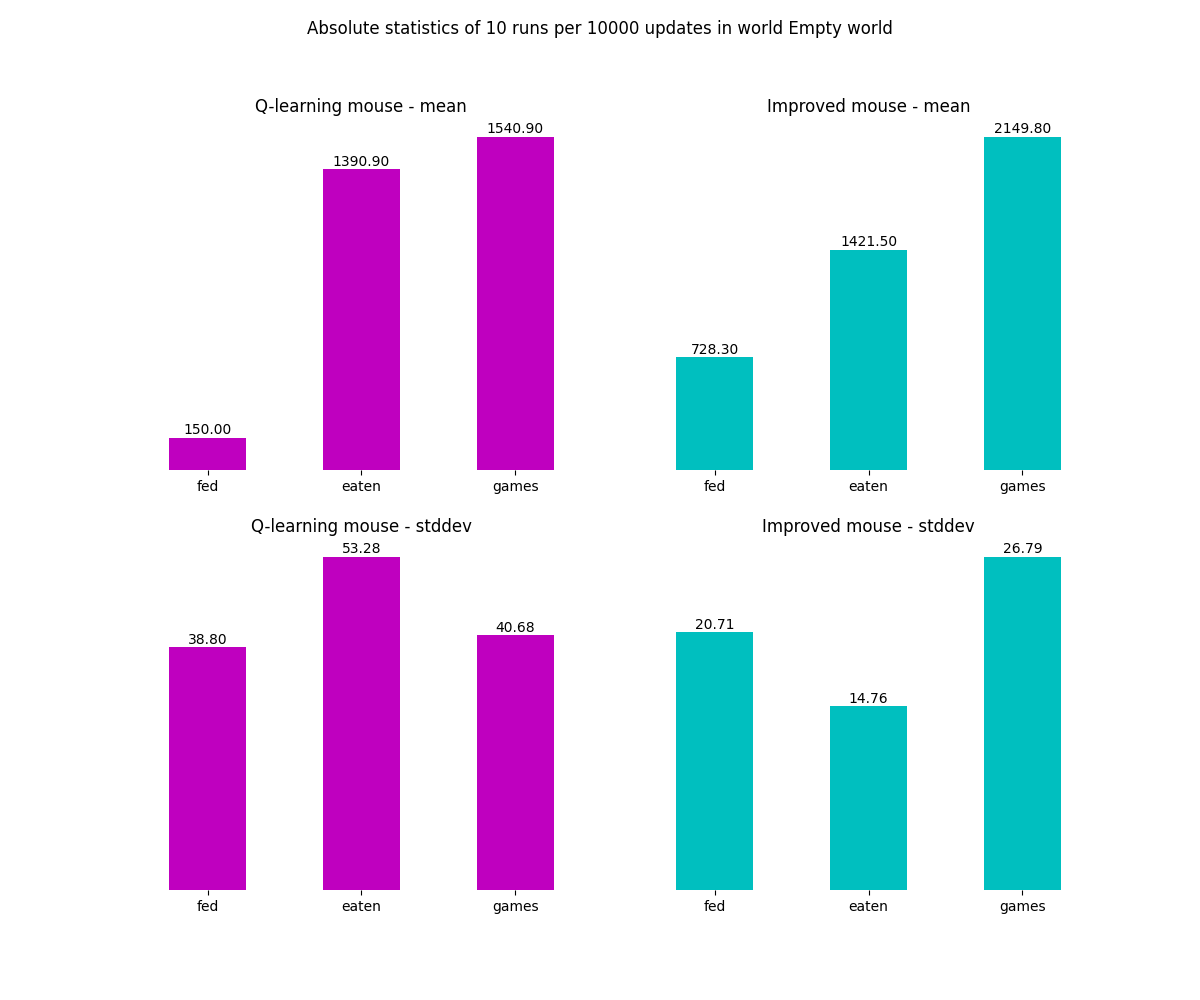 Absolute statistics of 10 runs per 10000 updates in world Empty world
Q-learning mouse - mean
1540.90
1390.90
150.00
fed eaten games
Improved mouse - mean
2149.80
1421.50
728.30
fed eaten games
Q-learning mouse - stddev
53.28
38.80
40.68
fed eaten games
Improved mouse - stddev
26.79
20.71
14.76
fed eaten games